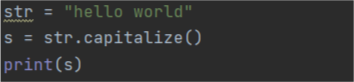 str = "hello world"
s = str.capitalize()
print(s)